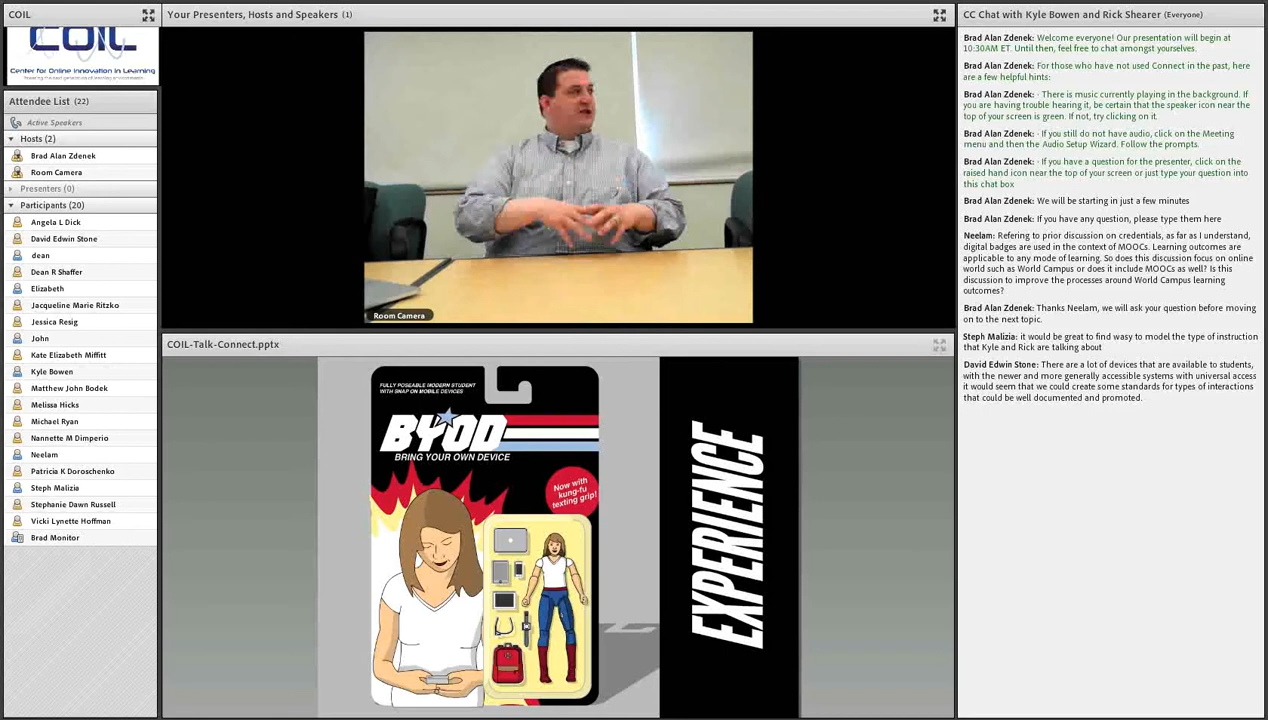 COIL
COIL
Center for Online Innovation in Learning
Attendee List (22)
Active Speakers
Hosts (2)
Brad Alan Zdenek
Room Camera
Presenters (0)
Participants (20)
Angela L Dick
David Edwin Stone
dean
Dean R Shaffer
Elizabeth
Jacqueline Marie Ritzko
Jessica Resig
John
Kate Elizabeth Miffitt
Kyle Bowen
Matthew John Bodek
Melissa Hicks
Michael Ryan
Nannette M Dimperio
Neelam
Patricia K Doroschenko
Steph Malizia
Stephanie Dawn Russell
Vicki Lynette Hoffman
Brad Monitor
Your Presenters, Hosts and Speakers (1)
Room Camera
COIL-Talk-Connect.pptx
FULLY POSEABLE MODERN STUDENT
WITH SNAP ON MOBILE DEVICES
BYOD
BRING YOUR OWN DEVICE
Now with
kung-fu
texting grip!
EXPERIENCE
CC Chat with Kyle Bowen and Rick Shearer (Everyone)
Brad Alan Zdenek: Welcome everyone! Our presentation will begin at
10:30AM ET. Until then, feel free to chat amongst yourselves.
Brad Alan Zdenek: For those who have not used Connect in the past, here
are a few helpful hints:
Brad Alan Zdenek: · There is music currently playing in the background. If
you are having trouble hearing it, be certain that the speaker icon near the
top of your screen is green. If not, try clicking on it.
Brad Alan Zdenek: · If you still do not have audio, click on the Meeting
menu and then the Audio Setup Wizard. Follow the prompts.
Brad Alan Zdenek: · If you have a question for the presenter, click on the
raised hand icon near the top of your screen or just type your question into
this chat box
Brad Alan Zdenek: We will be starting in just a few minutes
Brad Alan Zdenek: If you have any question, please type them here
Neelam: Refering to prior discussion on credentials, as far as I understand,
digital badges are used in the context of MOOCs. Learning outcomes are
applicable to any mode of learning. So does this discussion focus on online
world such as World Campus or does it include MOOCs as well? Is this
discussion to improve the processes around World Campus learning
outcomes?
Brad Alan Zdenek: Thanks Neelam, we will ask your question before moving
on to the next topic.
Steph Malizia: it would be great to find wasy to model the type of instruction
that Kyle and Rick are talking about
David Edwin Stone: There are a lot of devices that are available to students,
with the newer and more generally accessible systems with universal access
it would seem that we could create some standards for types of interactions
that could be well documented and promoted.